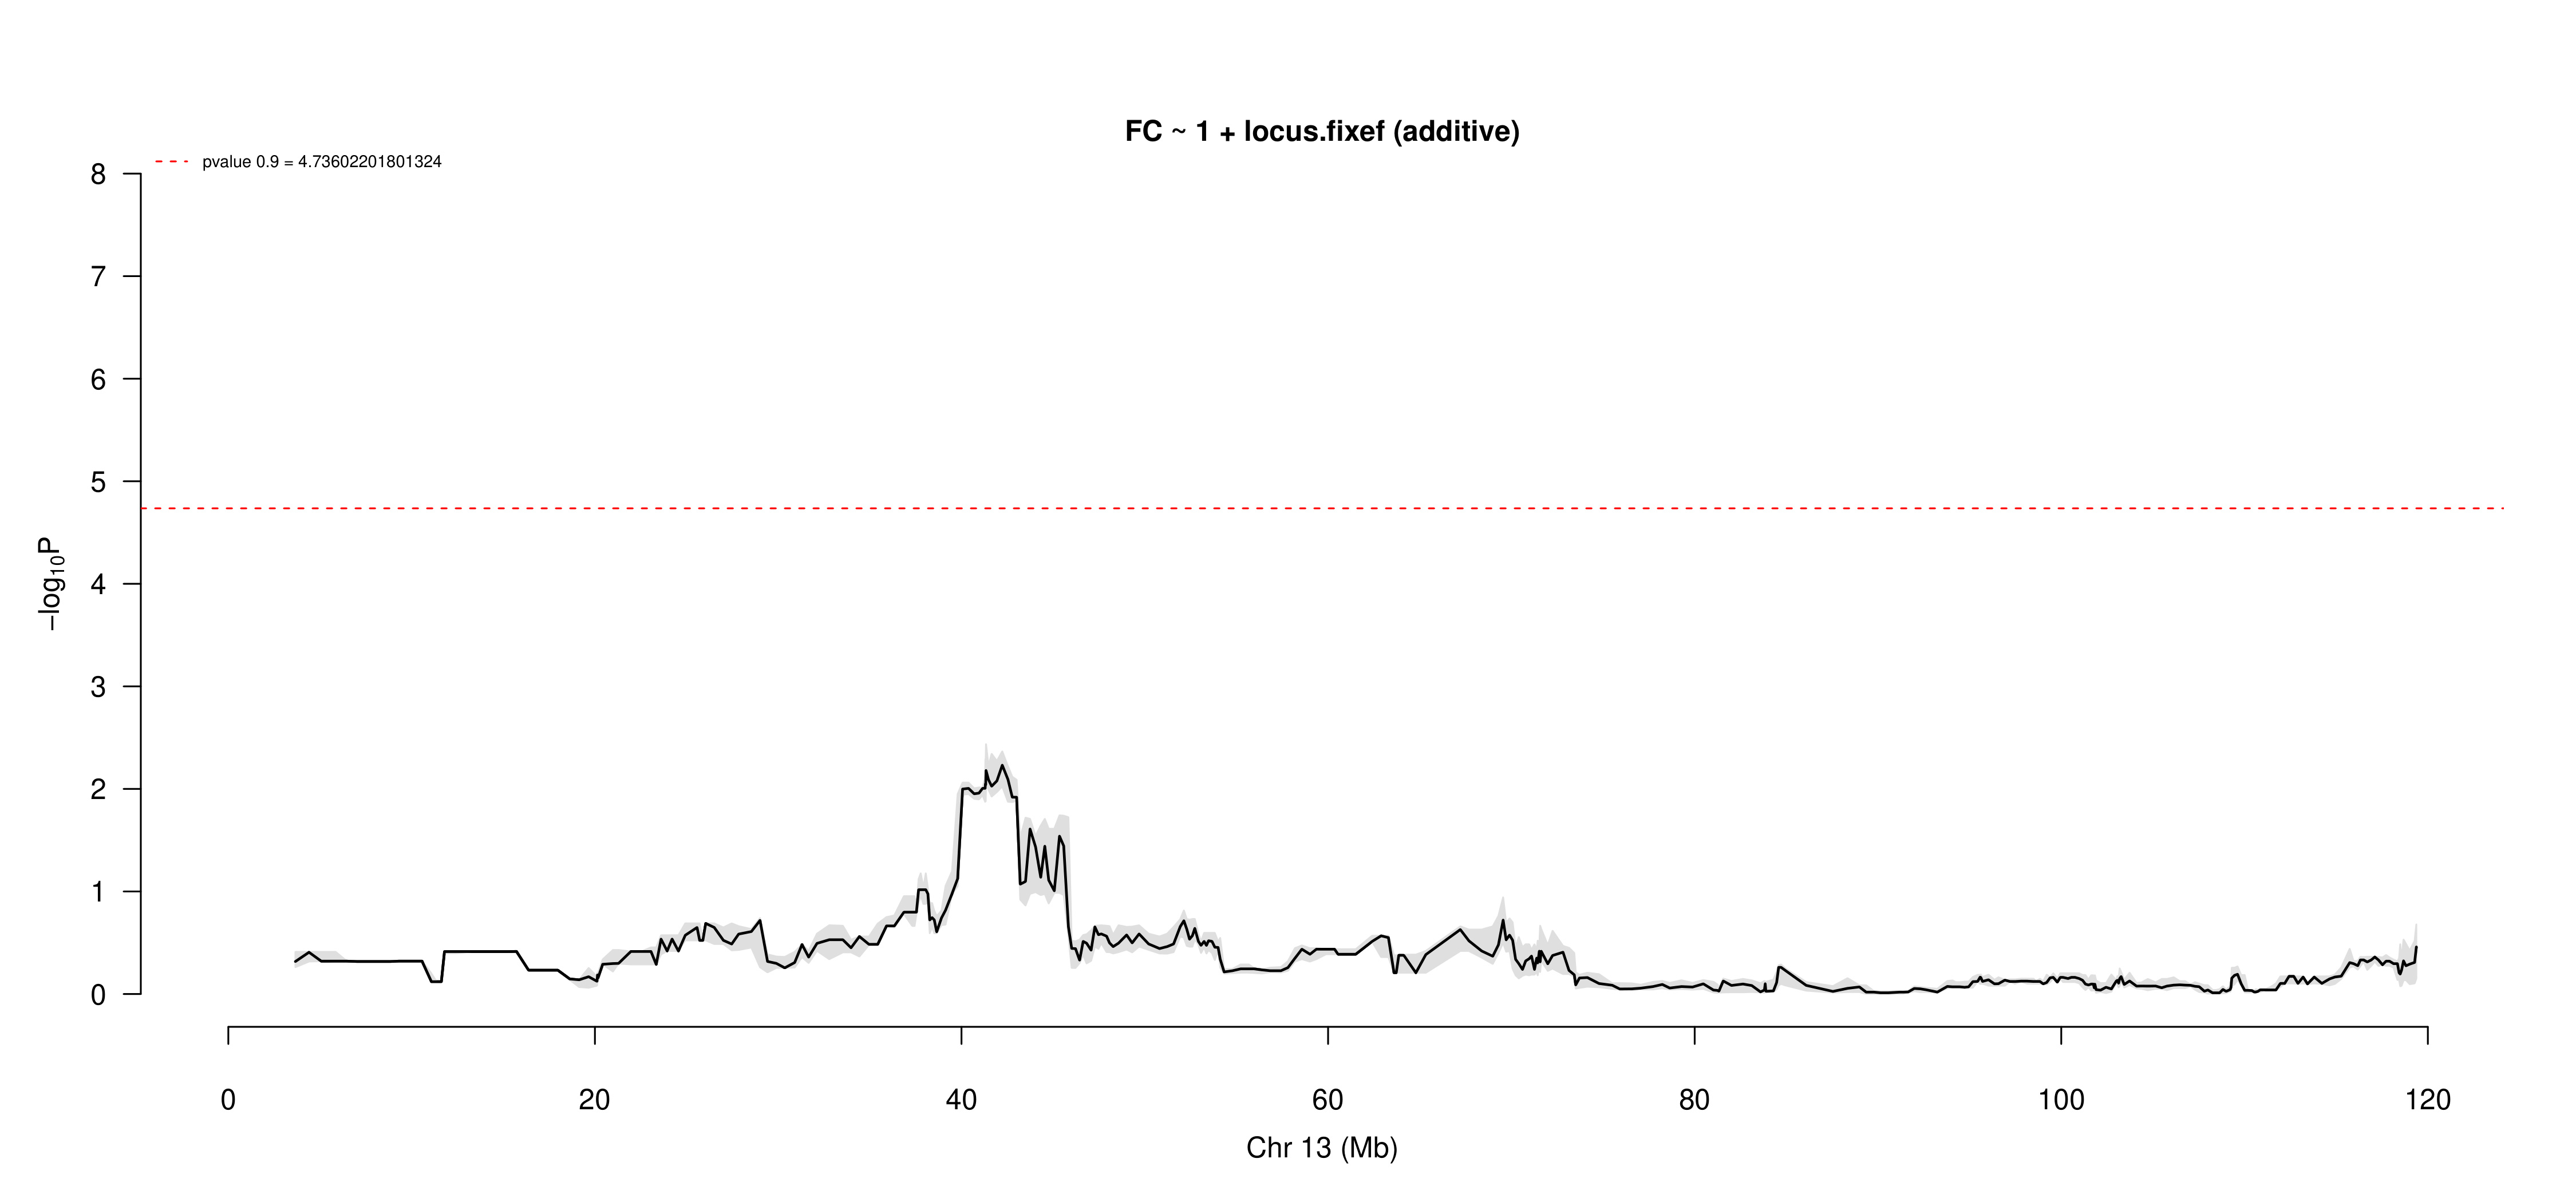 FC ~ 1 + locus.fixef (additive)
pvalue 0.9 = 4.73602201801324
8
7
6
5
4
3
2
1
0
−log10P
0 20 40 60 80 100 120
Chr 13 (Mb)